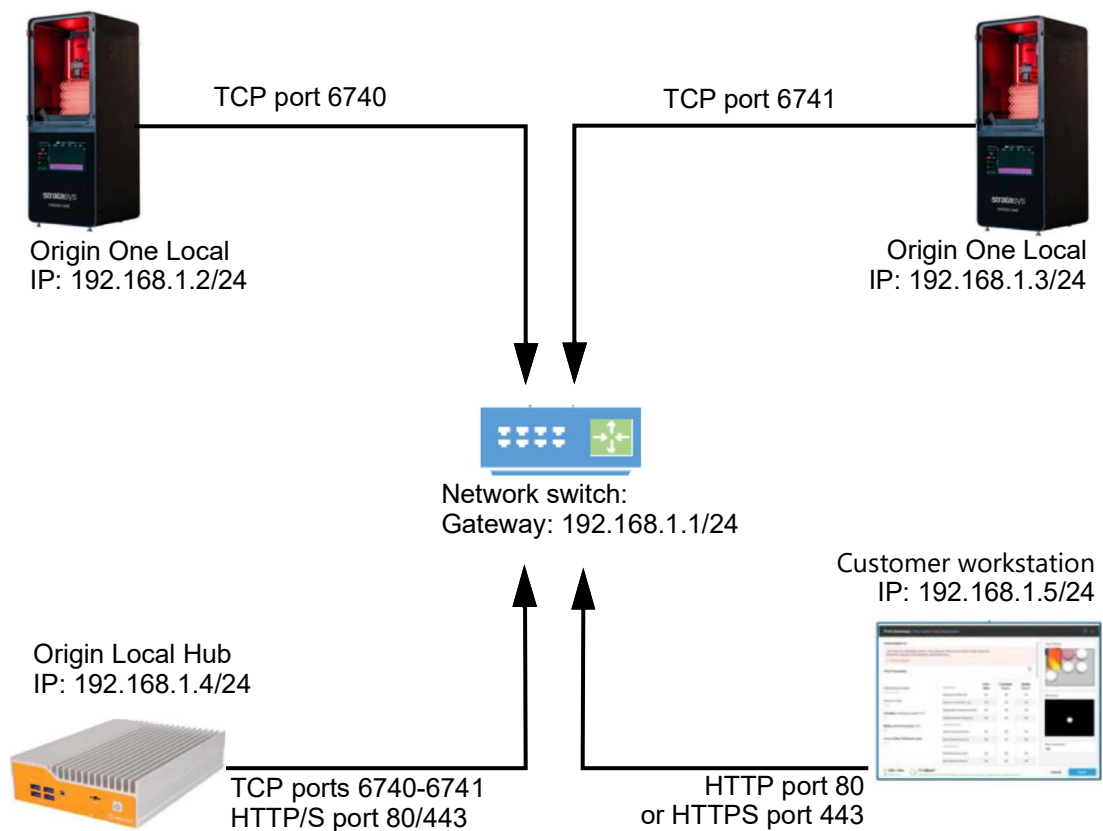 TCP port 6740
TCP port 6741
stratasys
stratasys
Origin One Local
IP: 192.168.1.2/24
Origin One Local
IP: 192.168.1.3/24
Network switch:
Gateway: 192.168.1.1/24
Customer workstation
IP: 192.168.1.5/24
Origin Local Hub
IP: 192.168.1.4/24
TCP ports 6740-6741
HTTP/S port 80/443
HTTP port 80
or HTTPS port 443